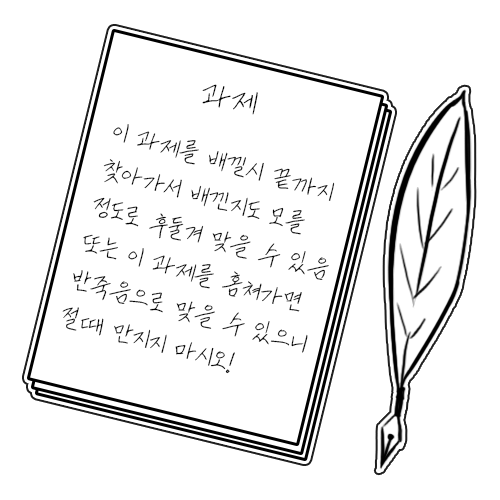 과제
이 과제를 배낄시 끝까지
찾아가서 배낀지도 모를
정도로 후둘겨 맞을 수 있음
또는 이 과제를 훔쳐가면
반죽음으로 맞을 수 있으니
절때 만지지 마시오!